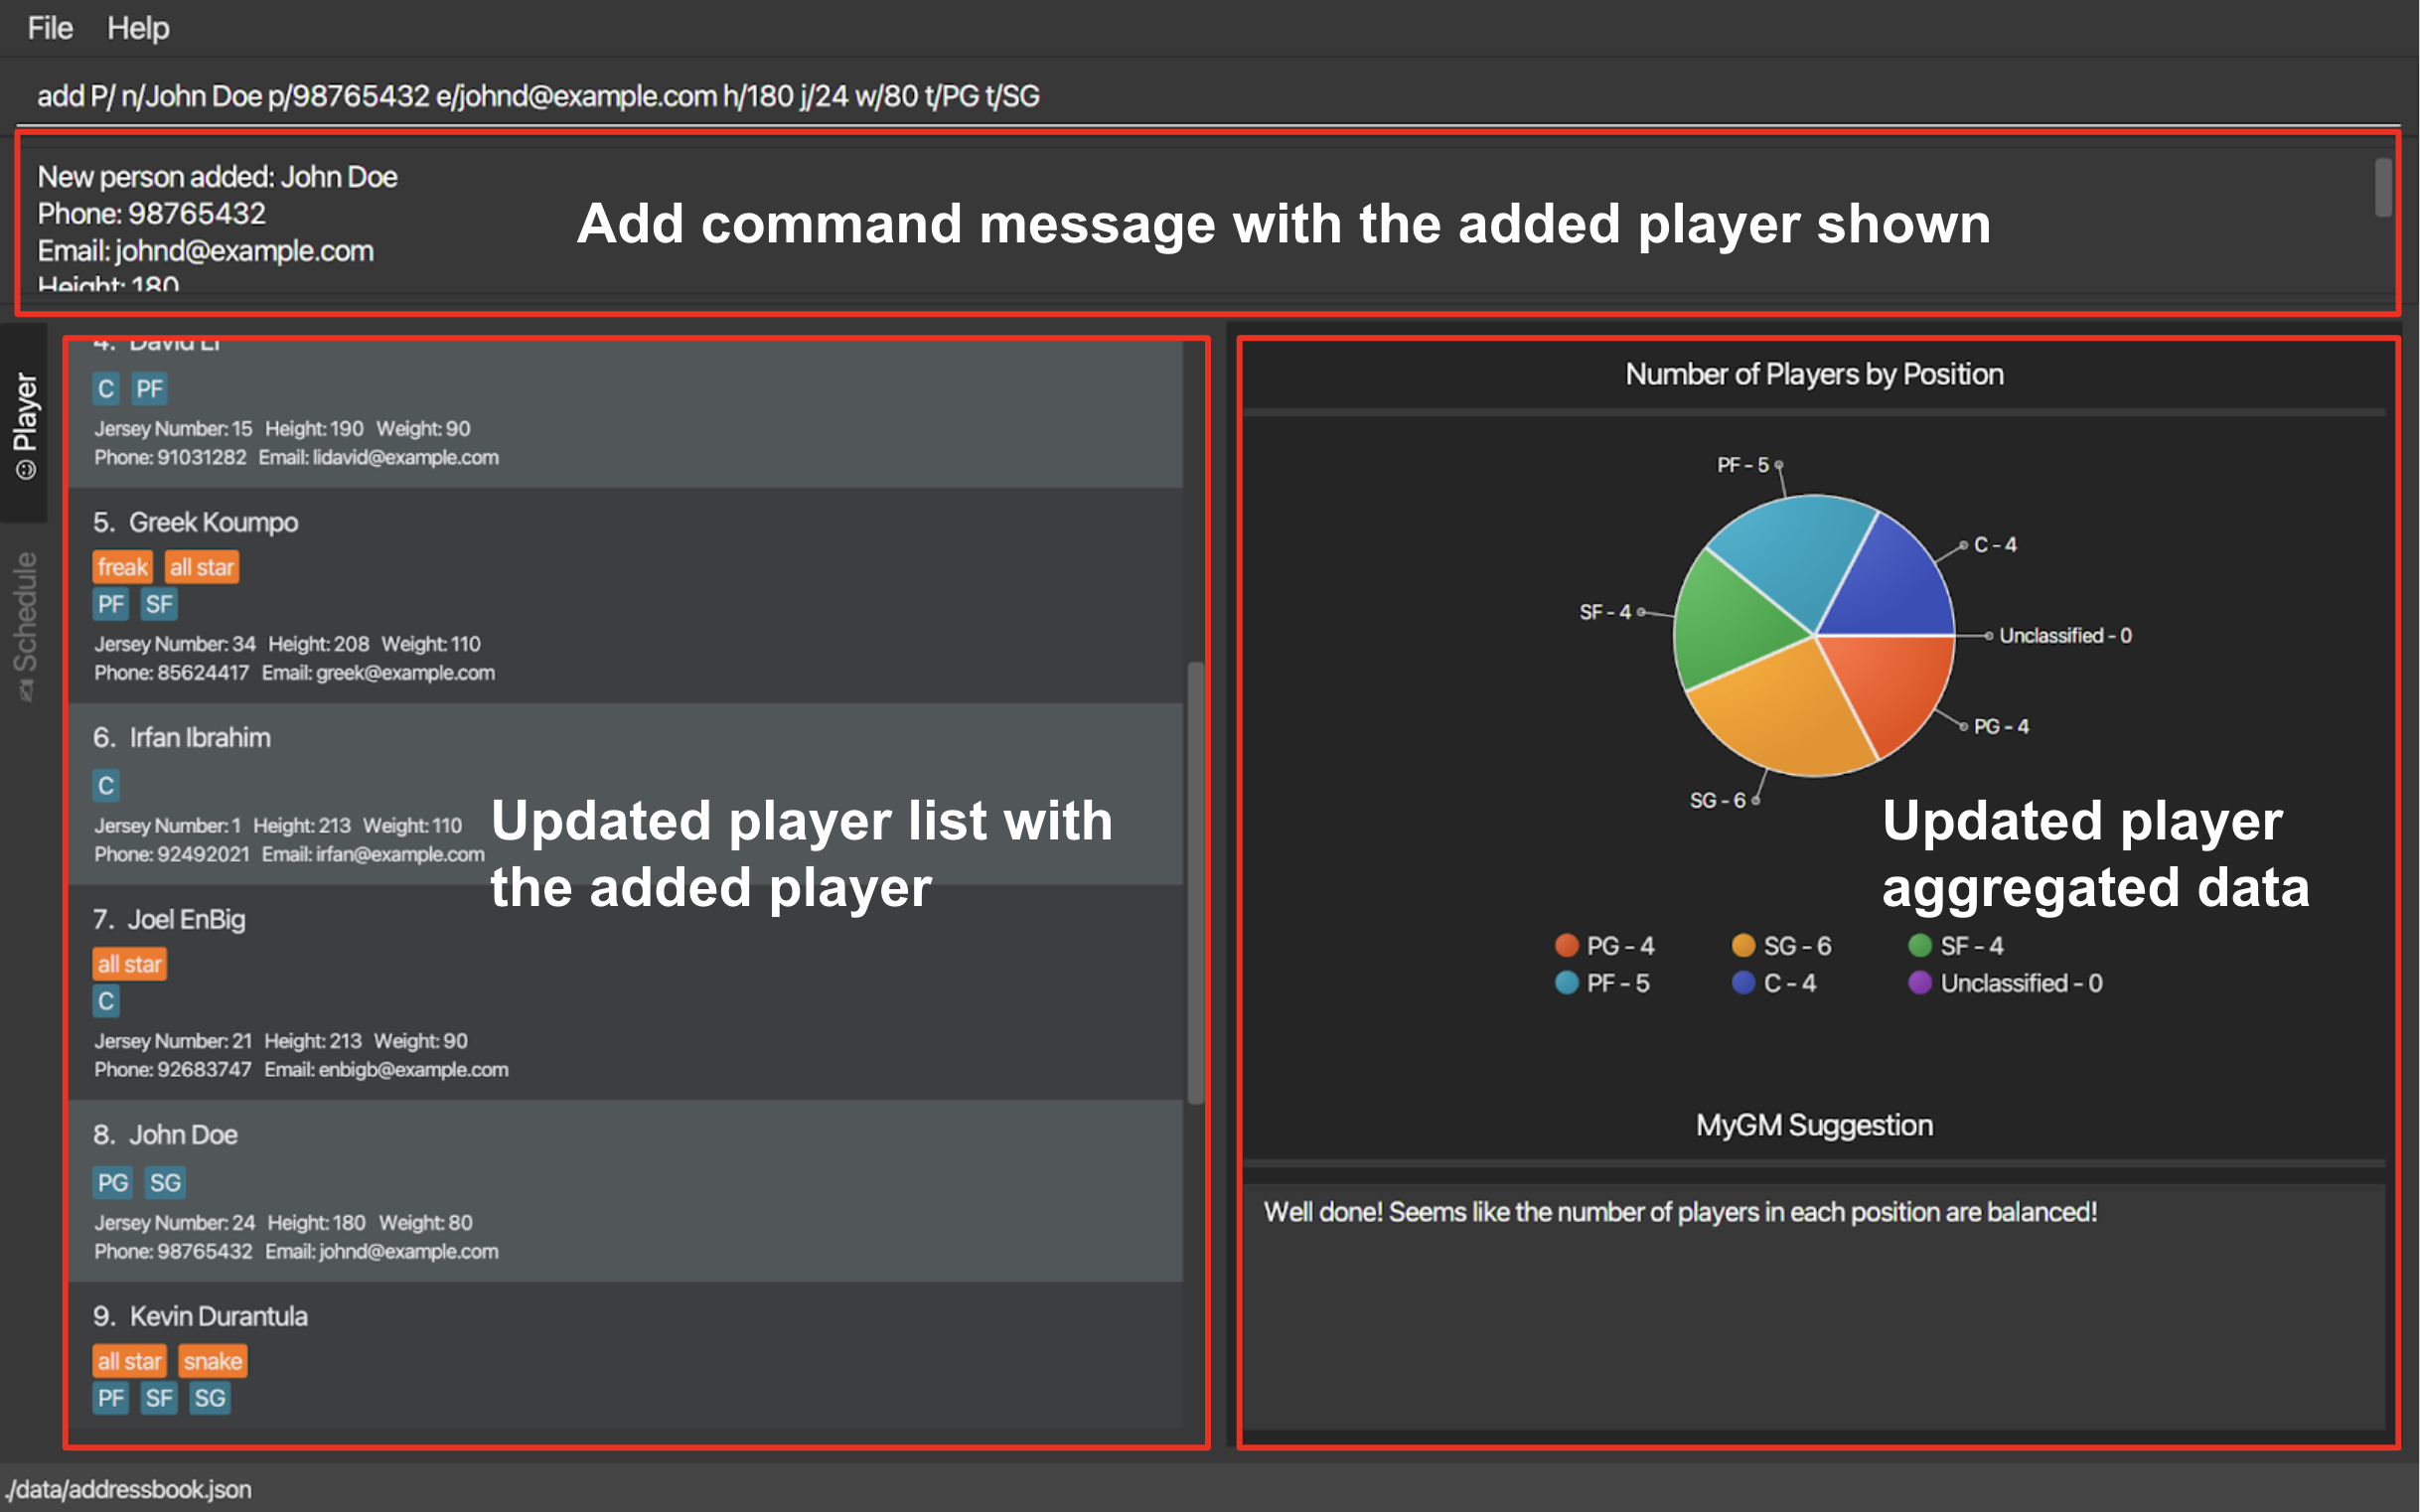 File Help
add P/ n/John Doe p/98765432 e/johnd@example.com h/180 j/24 w/80 t/PG t/SG
New person added: John Doe
Phone: 98765432
Email: johnd@example.com
Height: 180
Add command message with the added player shown
Player
Schedule
4. David Li
C PF
Jersey Number: 15 Height: 190 Weight: 90
Phone: 91031282 Email: lidavid@example.com
5. Greek Koumpo
freak all star
PF SF
Jersey Number: 34 Height: 208 Weight: 110
Phone: 85624417 Email: greek@example.com
6. Irfan Ibrahim
C
Jersey Number: 1 Height: 213 Weight: 110
Phone: 92492021 Email: irfan@example.com
Updated player list with
the added player
7. Joel EnBig
all star
C
Jersey Number: 21 Height: 213 Weight: 90
Phone: 92683747 Email: enbigb@example.com
8. John Doe
PG SG
Jersey Number: 24 Height: 180 Weight: 80
Phone: 98765432 Email: johnd@example.com
9. Kevin Durantula
all star snake
PF SF SG
Number of Players by Position
PF - 5
C - 4
SF - 4
Unclassified - 0
PG - 4
SG - 6
Updated player
aggregated data
PG - 4 SG - 6 SF - 4
PF - 5 C - 4 Unclassified - 0
MyGM Suggestion
Well done! Seems like the number of players in each position are balanced!
./data/addressbook.json